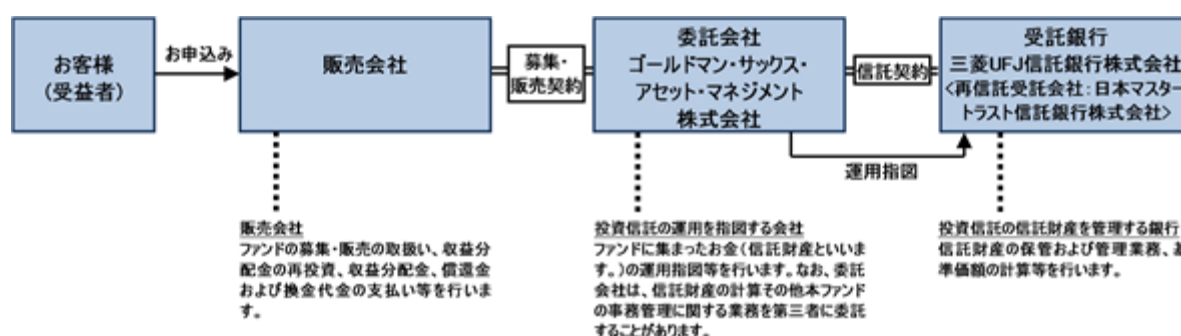 お客様
(受益者)
お申込み
販売会社
募集・
販売契約
委託会社
ゴールドマン・サックス・
アセット・マネジメント
株式会社
信託契約
受託銀行
三菱UFJ信託銀行株式会社
<再信託受託会社:日本マスター
トラスト信託銀行株式会社>
運用指図
販売会社
ファンドの募集・販売の取扱い、収益分
配金の再投資、収益分配金、償還金
および換金代金の支払い等を行いま
す。
投資信託の運用を指図する会社
ファンドに集まったお金(信託財産といいま
す。)の運用指図等を行います。なお、委託
会社は、信託財産の計算その他本ファンド
の事務管理に関する業務を第三者に委託
することがあります。
投資信託の信託財産を管理する銀行
信託財産の保管および管理業務、基
準価額の計算等を行います。